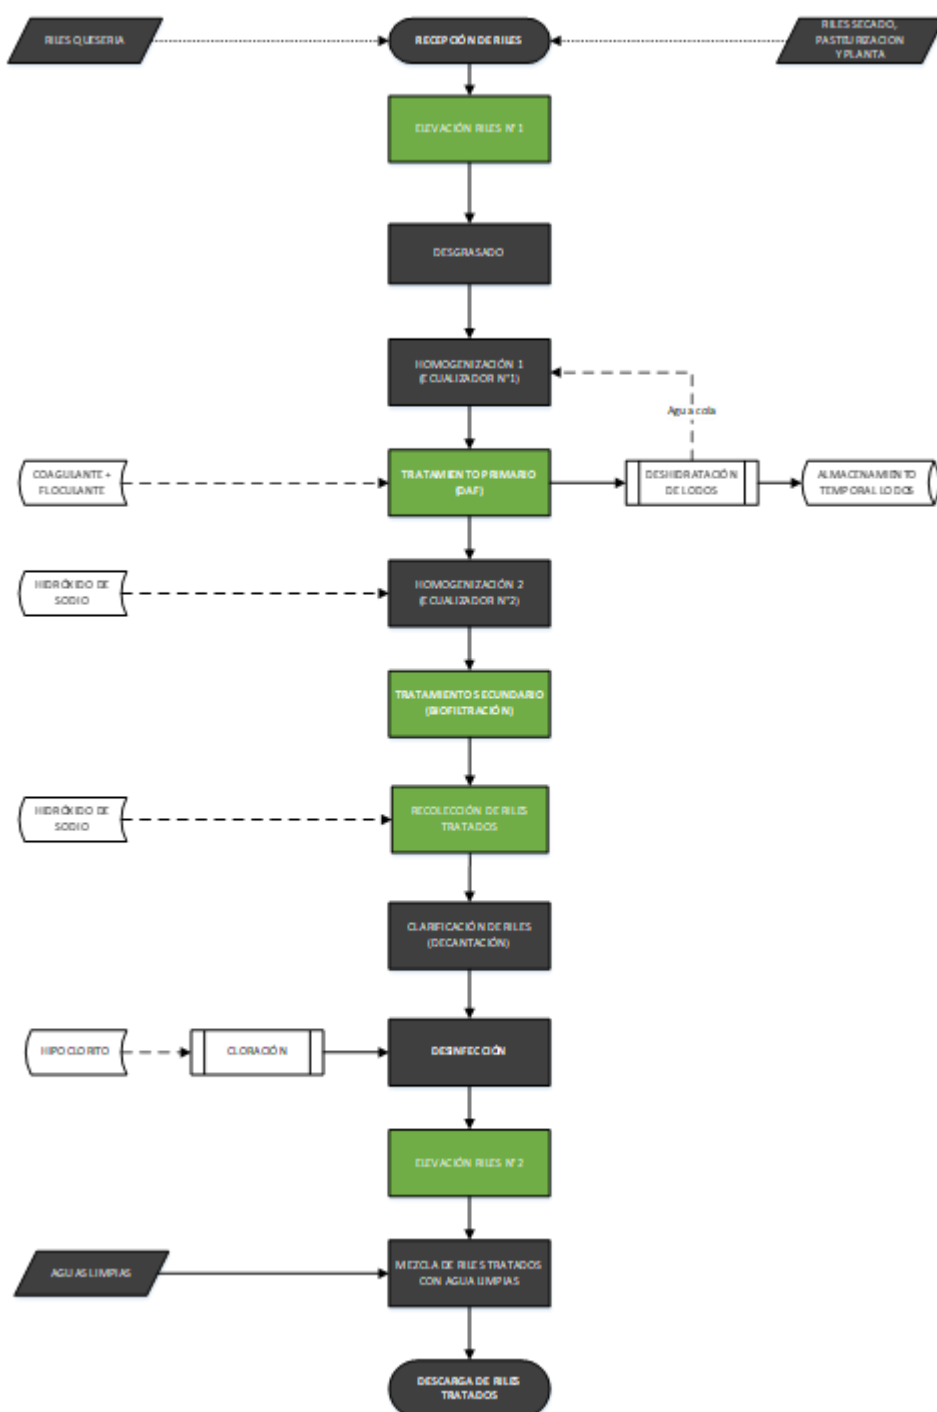 RILES QUESERIA
RECEPCIÓN DE RILES
RILES SECADO,
PASTEURIZACION
Y PLANTA
ELEVACIÓN RILES N°1
DESGRASADO
HOMOGENIZACIÓN 1
(ECUALIZADOR N°1)
Agua cola
COAGULANTE +
FLOCULANTE
TRATAMIENTO PRIMARIO
(DAF)
DESHIDRATACIÓN
DE LODOS
ALMACENAMIENTO
TEMPORAL LODOS
HIDRÓXIDO DE
SODIO
HOMOGENIZACIÓN 2
(ECUALIZADOR N°2)
TRATAMIENTO SECUNDARIO
(BIOFILTRACIÓN)
HIDRÓXIDO DE
SODIO
RECOLECCIÓN DE RILES
TRATADOS
CLARIFICACIÓN DE RILES
(DECANTACIÓN)
HIPOCLORITO
CLORACIÓN
DESINFECCIÓN
ELEVACIÓN RILES N°2
AGUAS LIMPIAS
MEZCLA DE RILES TRATADOS
CON AGUA LIMPIAS
DESCARGA DE RILES
TRATADOS